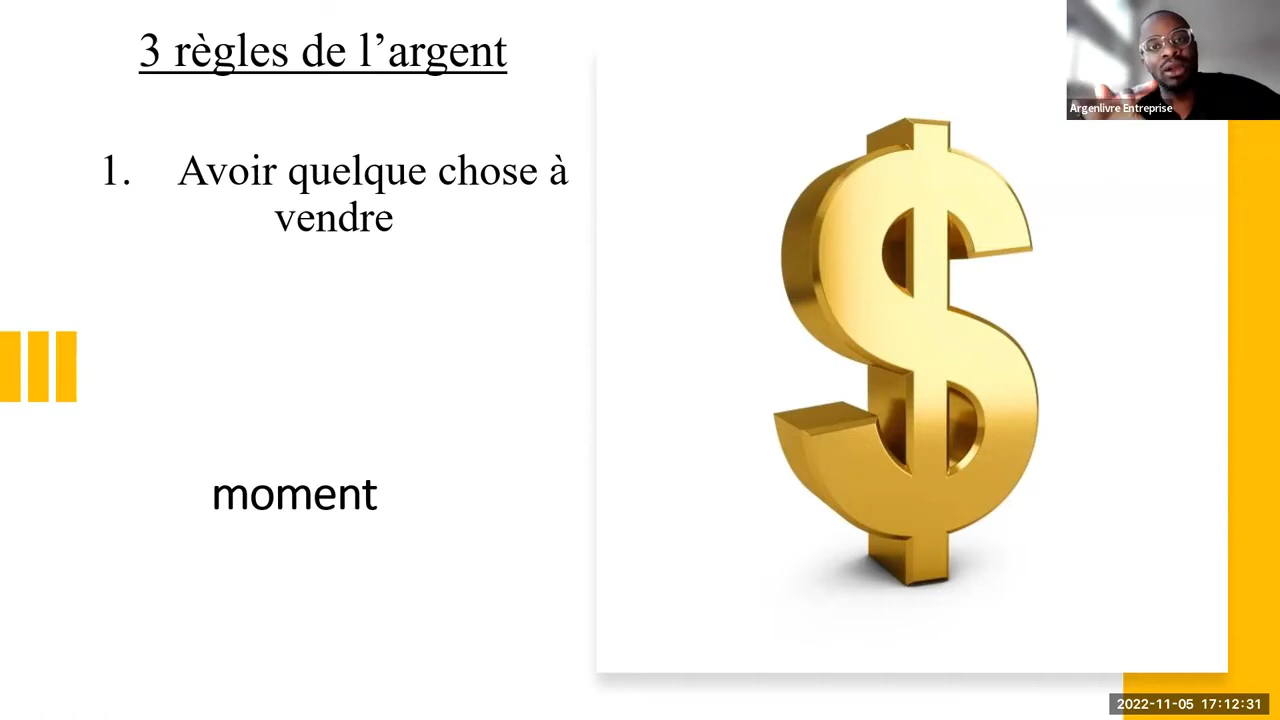 3 règles de l’argent
1. Avoir quelque chose à
vendre
moment
Argenlivre Entreprise
2022-11-05 17:12:31